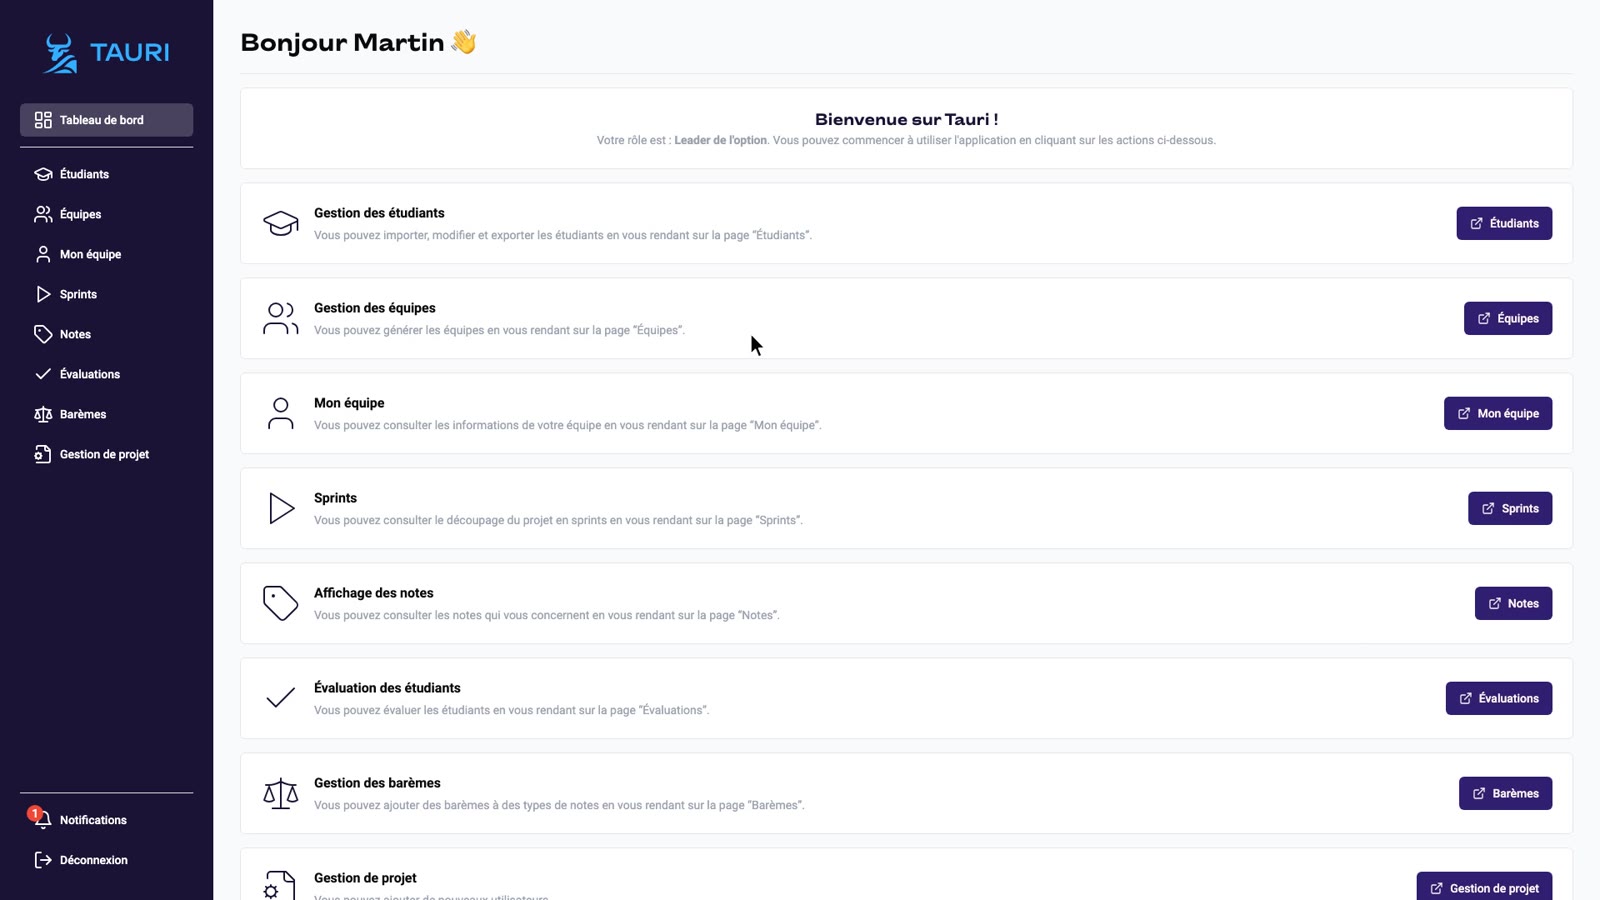 TAURI
Tableau de bord
Étudiants
Équipes
Mon équipe
Sprints
Notes
Évaluations
Barèmes
Gestion de projet
1
Notifications
Déconnexion
Bonjour Martin 👋
Bienvenue sur Tauri !
Votre rôle est : Leader de l'option. Vous pouvez commencer à utiliser l'application en cliquant sur les actions ci-dessous.
Gestion des étudiants
Vous pouvez importer, modifier et exporter les étudiants en vous rendant sur la page “Étudiants”.
Étudiants
Gestion des équipes
Vous pouvez générer les équipes en vous rendant sur la page “Équipes”.
Équipes
Mon équipe
Vous pouvez consulter les informations de votre équipe en vous rendant sur la page “Mon équipe”.
Mon équipe
Sprints
Vous pouvez consulter le découpage du projet en sprints en vous rendant sur la page “Sprints”.
Sprints
Affichage des notes
Vous pouvez consulter les notes qui vous concernent en vous rendant sur la page “Notes”.
Notes
Évaluation des étudiants
Vous pouvez évaluer les étudiants en vous rendant sur la page “Évaluations”.
Évaluations
Gestion des barèmes
Vous pouvez ajouter des barèmes à des types de notes en vous rendant sur la page “Barèmes”.
Barèmes
Gestion de projet
Vous pouvez ajouter de nouveaux utilisateurs
Gestion de projet